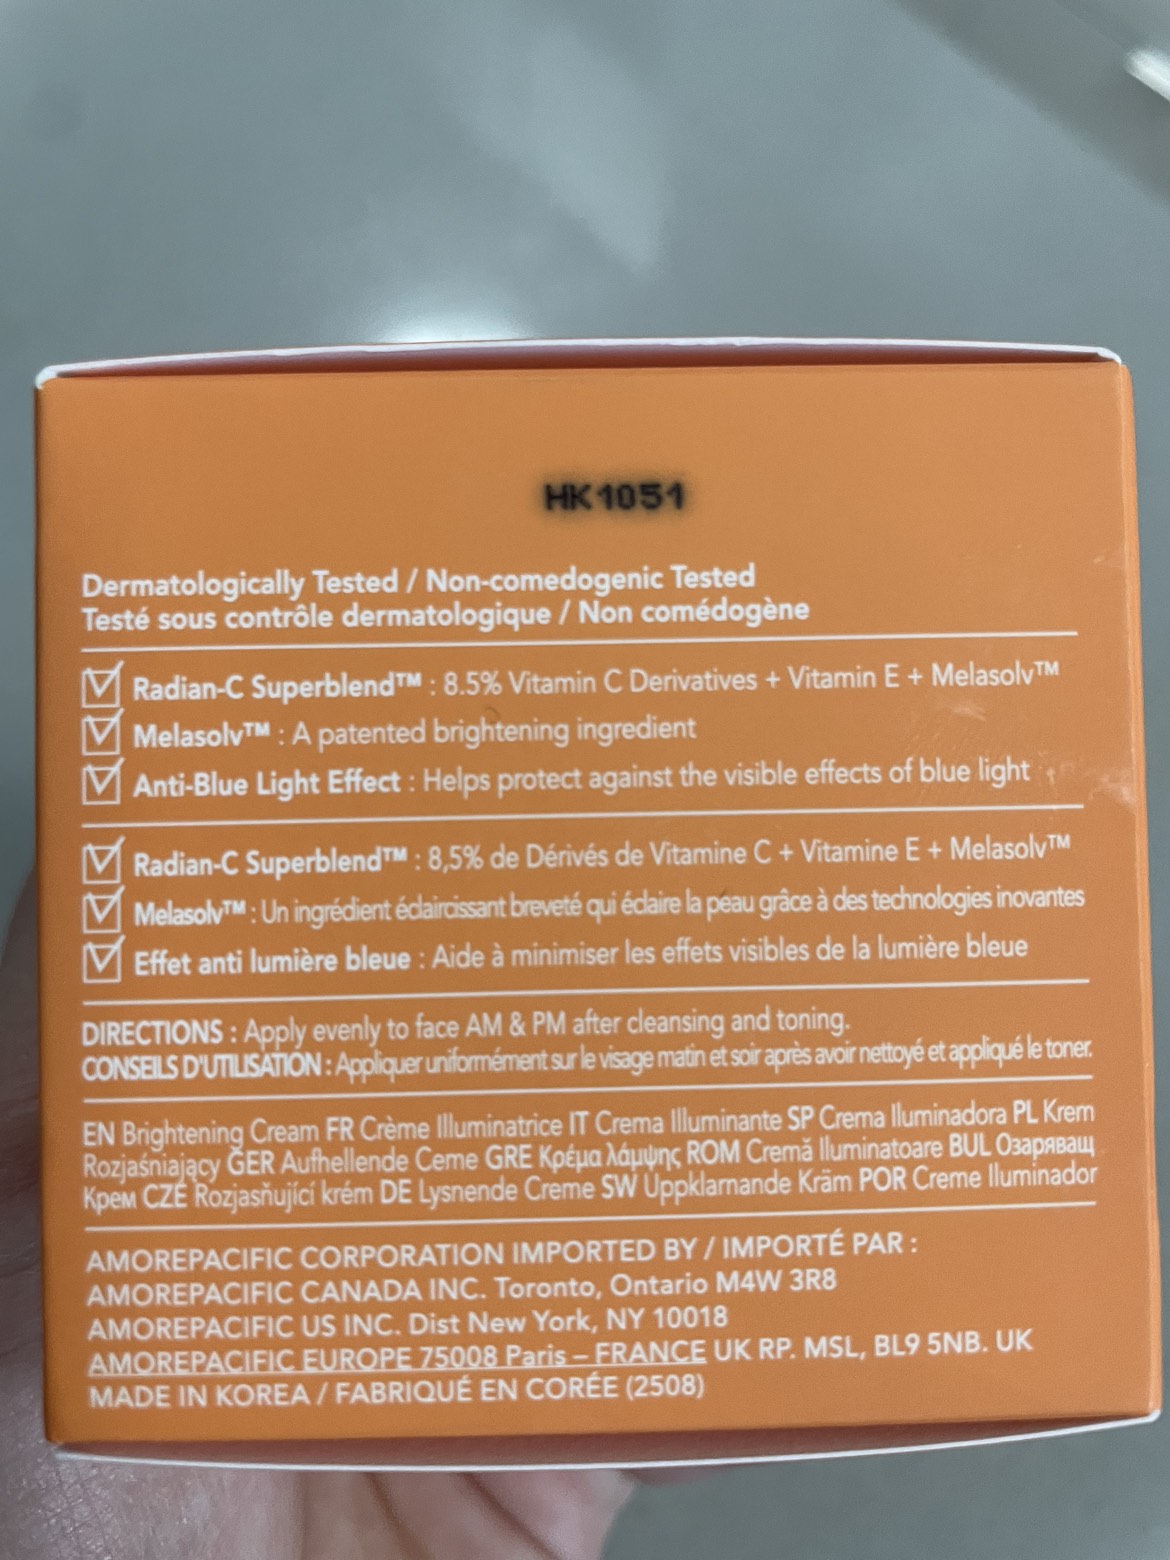 HK1051
Dermatologically Tested / Non-comedogenic Tested
Testé sous contrôle dermatologique / Non comédogène
Radian-C Superblend™ : 8.5% Vitamin C Derivatives + Vitamin E + Melasolv™
Melasolv™ : A patented brightening ingredient
Anti-Blue Light Effect : Helps protect against the visible effects of blue light
Radian-C Superblend™ : 8,5% de Dérivés de Vitamine C + Vitamine E + Melasolv™
Melasolv™ : Un ingrédient éclaircissant breveté qui éclaire la peau grâce à des technologies inovantes
Effet anti lumière bleue : Aide à minimiser les effets visibles de la lumière bleue
DIRECTIONS : Apply evenly to face AM & PM after cleansing and toning.
CONSEILS D'UTILISATION : Appliquer uniformément sur le visage matin et soir après avoir nettoyé et appliqué le toner.
EN Brightening Cream FR Crème Illuminatrice IT Crema Illuminante SP Crema Iluminadora PL Krem
Rozjaśniający GER Aufhellende Ceme GRE Κρέμα λάμψης ROM Cremă Iluminatoare BUL Озаряващ
Крем CZE Rozjasňující krém DE Lysnende Creme SW Uppklarnande Kräm POR Creme Iluminador
AMOREPACIFIC CORPORATION IMPORTED BY / IMPORTÉ PAR :
AMOREPACIFIC CANADA INC. Toronto, Ontario M4W 3R8
AMOREPACIFIC US INC. Dist New York, NY 10018
AMOREPACIFIC EUROPE 75008 Paris – FRANCE UK RP. MSL, BL9 5NB. UK
MADE IN KOREA / FABRIQUÉ EN CORÉE (2508)